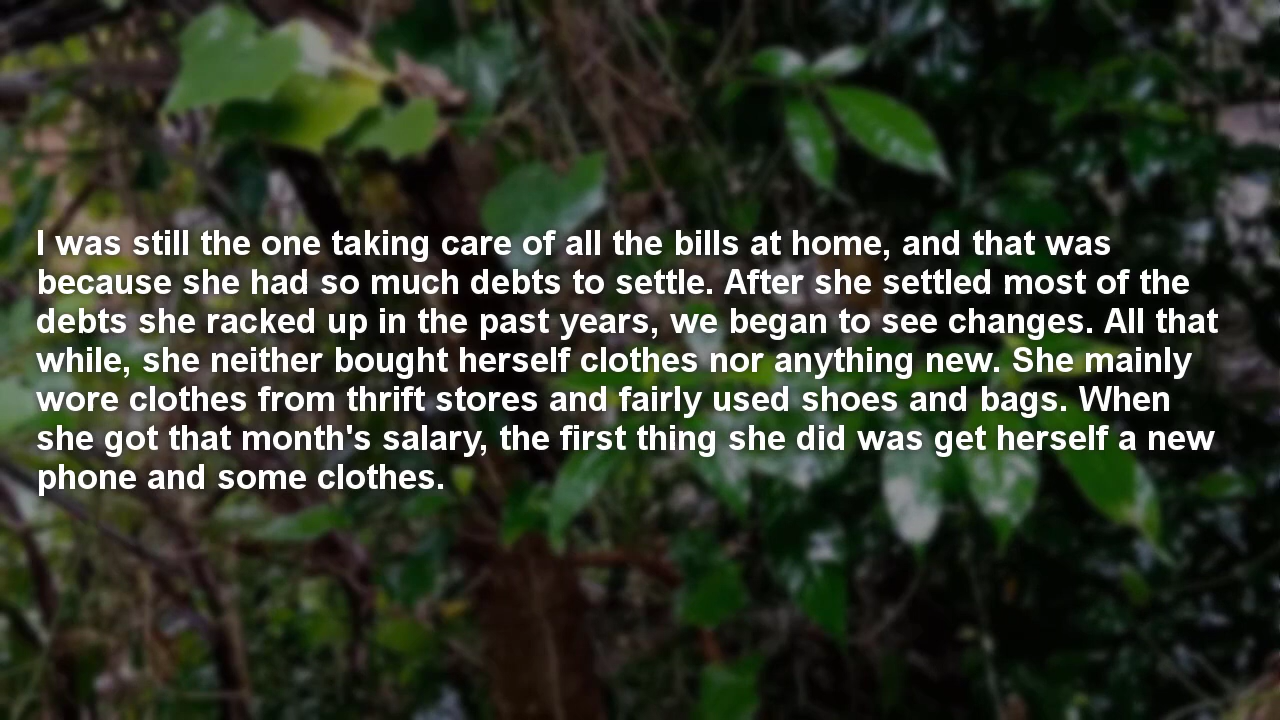 I was still the one taking care of all the bills at home, and that was
because she had so much debts to settle. After she settled most of the
debts she racked up in the past years, we began to see changes. All that
while, she neither bought herself clothes nor anything new. She mainly
wore clothes from thrift stores and fairly used shoes and bags. When
she got that month's salary, the first thing she did was get herself a new
phone and some clothes.